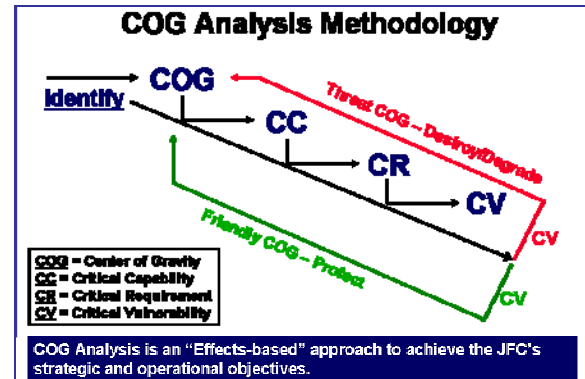 COG Analysis Methodology
Identify
COG
CC
CR
CV
Threat COG – Destroy/Degrade
CV
Friendly COG – Protect
CV
COG = Center of Gravity
CC = Critical Capability
CR = Critical Requirement
CV = Critical Vulnerability
COG Analysis is an “Effects-based” approach to achieve the JFC's
strategic and operational objectives.